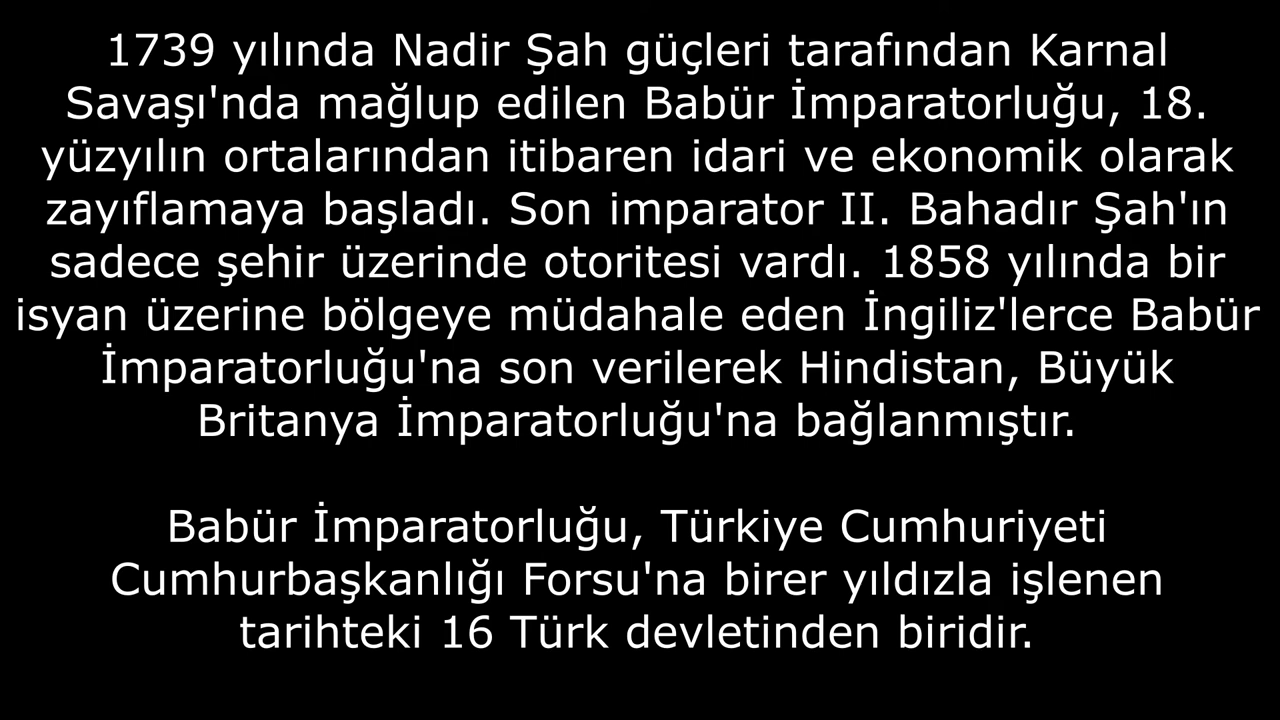 1739 yılında Nadir Şah güçleri tarafından Karnal
Savaşı'nda mağlup edilen Babür İmparatorluğu, 18.
yüzyılın ortalarından itibaren idari ve ekonomik olarak
zayıflamaya başladı. Son imparator II. Bahadır Şah'ın
sadece şehir üzerinde otoritesi vardı. 1858 yılında bir
isyan üzerine bölgeye müdahale eden İngiliz'lerce Babür
İmparatorluğu'na son verilerek Hindistan, Büyük
Britanya İmparatorluğu'na bağlanmıştır.
Babür İmparatorluğu, Türkiye Cumhuriyeti
Cumhurbaşkanlığı Forsu'na birer yıldızla işlenen
tarihteki 16 Türk devletinden biridir.